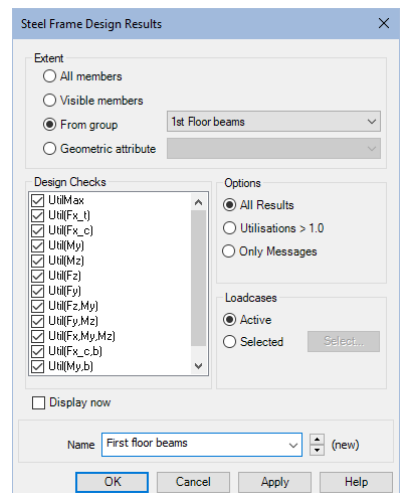 Steel Frame Design Results
Extent
All members
Visible members
From group 1st Floor beams
Geometric attribute
Design Checks
UtilMax
Util(Fx_t)
Util(Fx_c)
Util(My)
Util(Mz)
Util(Fz)
Util(Fy)
Util(Fz,My)
Util(Fy,Mz)
Util(Fx,My,Mz)
Util(Fx_c,b)
Util(My,b)
Options
All Results
Utilisations > 1.0
Only Messages
Loadcases
Active
Selected Select...
Display now
Name First floor beams (new)
OK Cancel Apply Help